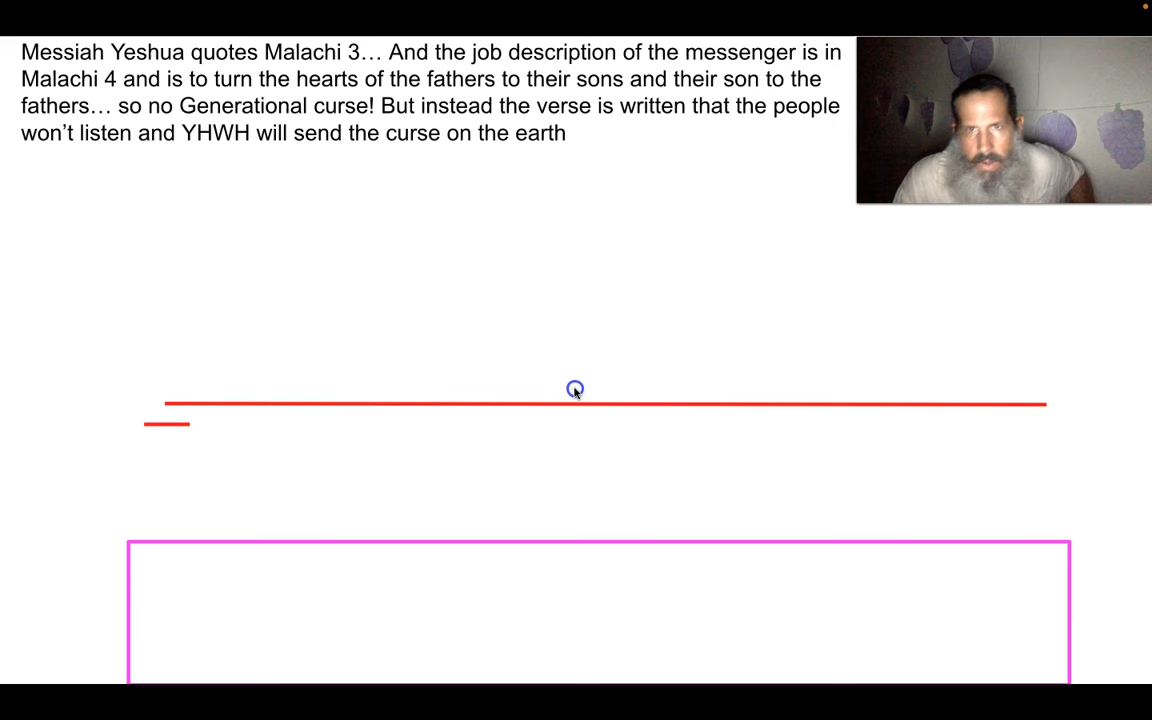 Messiah Yeshua quotes Malachi 3… And the job description of the messenger is in
Malachi 4 and is to turn the hearts of the fathers to their sons and their son to the
fathers… so no Generational curse! But instead the verse is written that the people
won’t listen and YHWH will send the curse on the earth